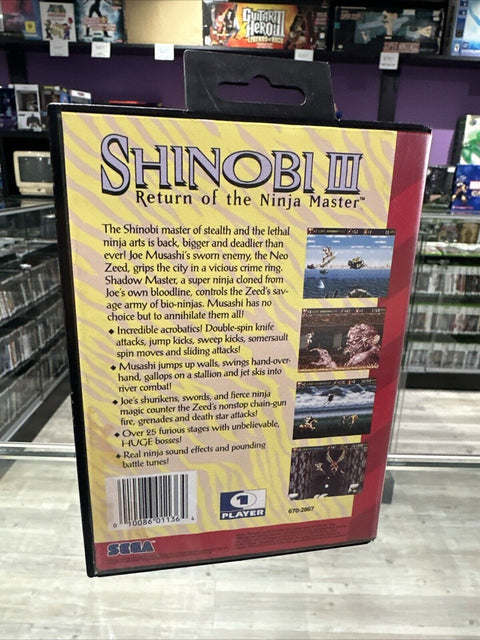 GUITAR HERO III
LEGENDS OF ROCK
SHINOBI III
Return of the Ninja Master™
The Shinobi master of stealth and the lethal
ninja arts is back, bigger and deadlier than
ever! Joe Musashi's sworn enemy, the Neo
Zeed, grips the city in a vicious crime ring.
Shadow Master, a super ninja cloned from
Joe's own bloodline, controls the Zeed's sav-
age army of bio-ninjas. Musashi has no
choice but to annihilate them all!
◆ Incredible acrobatics! Double-spin knife
attacks, jump kicks, sweep kicks, somersault
spin moves and sliding attacks!
◆ Musashi jumps up walls, swings hand-over-
hand, gallops on a stallion and jet skis into
river combat!
◆ Joe's shurikens, swords, and fierce ninja
magic counter the Zeed's nonstop chain-gun
fire, grenades and death star attacks!
◆ Over 25 furious stages with unbelievable,
HUGE bosses!
◆ Real ninja sound effects and pounding
battle tunes!
0 10086 01136 4
1
PLAYER
670-2667
SEGA